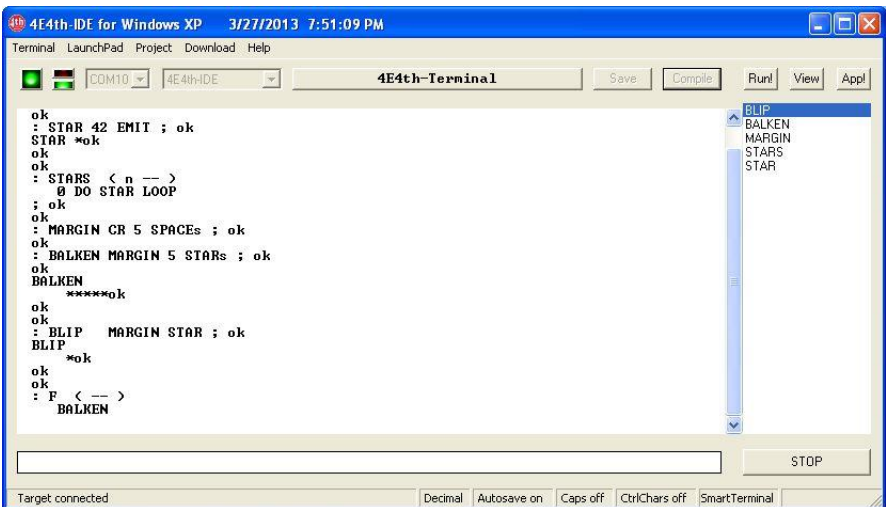 4th 4E4th-IDE for Windows XP 3/27/2013 7:51:09 PM
Terminal LaunchPad Project Download Help
COM10 4E4th-IDE 4E4th-Terminal Save Compile Run! View App!
ok
: STAR 42 EMIT ; ok
STAR *ok
ok
ok
: STARS ( n -- )
0 DO STAR LOOP
; ok
ok
: MARGIN CR 5 SPACEs ; ok
ok
: BALKEN MARGIN 5 STARs ; ok
ok
BALKEN
*****ok
ok
ok
: BLIP MARGIN STAR ; ok
BLIP
*ok
ok
ok
: F ( -- )
BALKEN
BLIP
BALKEN
MARGIN
STARS
STAR
STOP
Target connected Decimal Autosave on Caps off CtrlChars off SmartTerminal